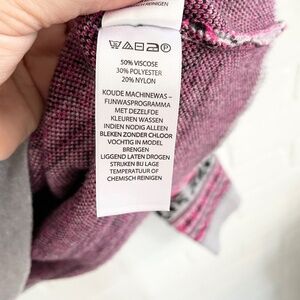 REINIGEN
50% VISCOSE
30% POLYESTER
20% NYLON
KOUDE MACHINEWAS –
FIJNWASPROGRAMMA
MET DEZELFDE
KLEUREN WASSEN
INDIEN NODIG ALLEEN
BLEKEN ZONDER CHLOOR
VOCHTIG IN MODEL
BRENGEN
LIGGEND LATEN DROGEN
STRIJKEN BIJ LAGE
TEMPERATUUR OF
CHEMISCH REINIGEN